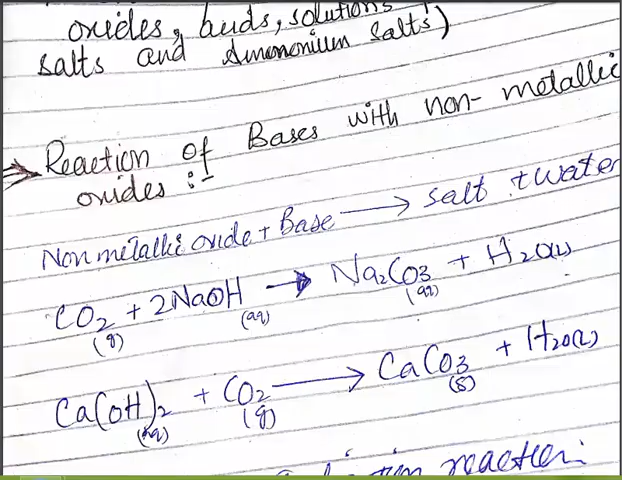 oxides, acids, solutions
salts and Ammonium salts)
⇒ Reaction of Bases with non-metallic
oxides :-
Non metallic oxide + Base → salt + water
CO2(g) + 2NaOH(aq) → Na2CO3(aq) + H2O(l)
Ca(OH)2(aq) + CO2(g) → CaCO3(s) + H2O(l)
reaction: